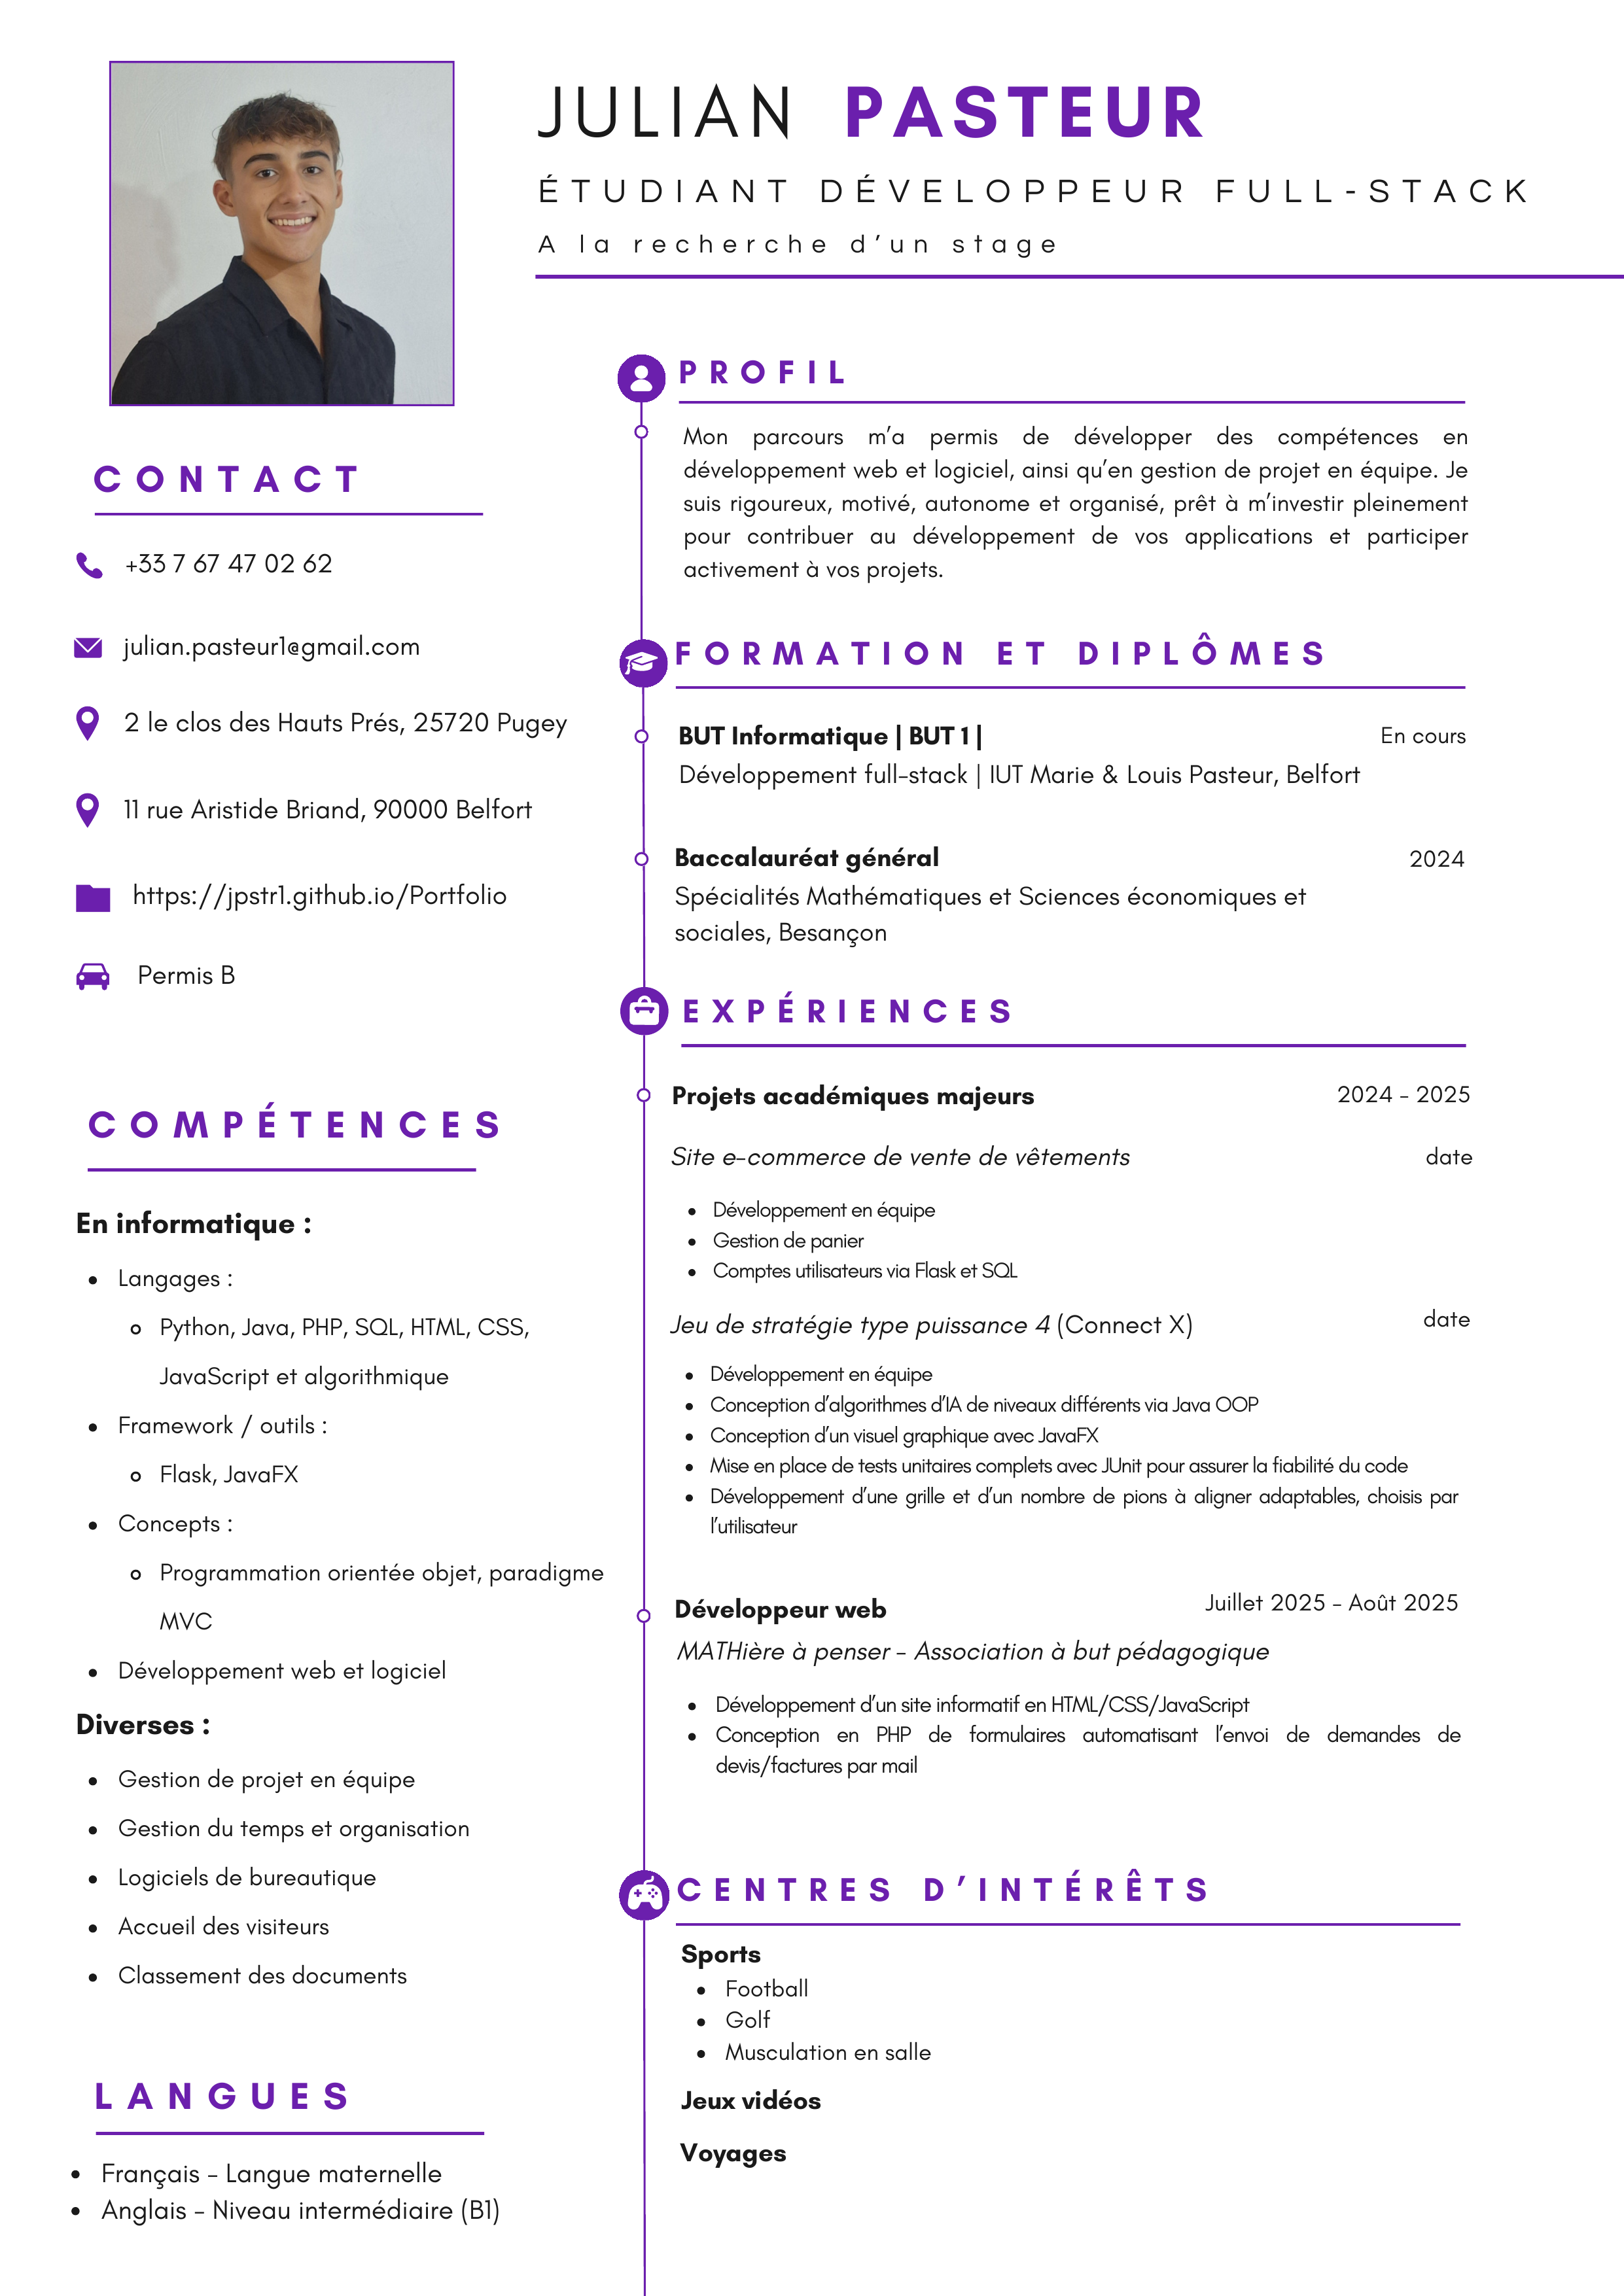 JULIAN PASTEUR
ÉTUDIANT DÉVELOPPEUR FULL-STACK
A la recherche d’un stage
CONTACT
+33 7 67 47 02 62
julian.pasteur1@gmail.com
2 le clos des Hauts Prés, 25720 Pugey
11 rue Aristide Briand, 90000 Belfort
https://jpstr1.github.io/Portfolio
Permis B
COMPÉTENCES
En informatique :
Langages :
Python, Java, PHP, SQL, HTML, CSS,
JavaScript et algorithmique
Framework / outils :
Flask, JavaFX
Concepts :
Programmation orientée objet, paradigme
MVC
Développement web et logiciel
Diverses :
Gestion de projet en équipe
Gestion du temps et organisation
Logiciels de bureautique
Accueil des visiteurs
Classement des documents
LANGUES
Français - Langue maternelle
Anglais - Niveau intermédiaire (B1)
PROFIL
Mon parcours m’a permis de développer des compétences en
développement web et logiciel, ainsi qu’en gestion de projet en équipe. Je
suis rigoureux, motivé, autonome et organisé, prêt à m’investir pleinement
pour contribuer au développement de vos applications et participer
activement à vos projets.
FORMATION ET DIPLÔMES
BUT Informatique | BUT 1 | En cours
Développement full-stack | IUT Marie & Louis Pasteur, Belfort
Baccalauréat général 2024
Spécialités Mathématiques et Sciences économiques et
sociales, Besançon
EXPÉRIENCES
Projets académiques majeurs 2024 - 2025
Site e-commerce de vente de vêtements date
Développement en équipe
Gestion de panier
Comptes utilisateurs via Flask et SQL
Jeu de stratégie type puissance 4 (Connect X) date
Développement en équipe
Conception d’algorithmes d’IA de niveaux différents via Java OOP
Conception d’un visuel graphique avec JavaFX
Mise en place de tests unitaires complets avec JUnit pour assurer la fiabilité du code
Développement d’une grille et d’un nombre de pions à aligner adaptables, choisis par
l’utilisateur
Développeur web Juillet 2025 - Août 2025
MATHière à penser - Association à but pédagogique
Développement d’un site informatif en HTML/CSS/JavaScript
Conception en PHP de formulaires automatisant l’envoi de demandes de
devis/factures par mail
CENTRES D’INTÉRÊTS
Sports
Football
Golf
Musculation en salle
Jeux vidéos
Voyages